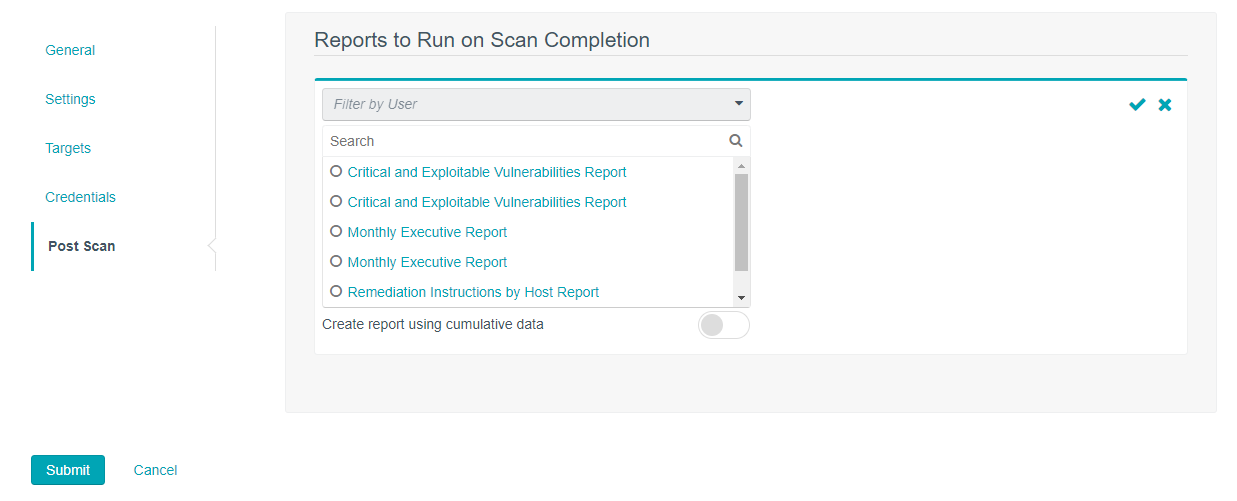 General
Settings
Targets
Credentials
Post Scan
Reports to Run on Scan Completion
Filter by User
Search
Critical and Exploitable Vulnerabilities Report
Critical and Exploitable Vulnerabilities Report
Monthly Executive Report
Monthly Executive Report
Remediation Instructions by Host Report
Create report using cumulative data
Submit Cancel